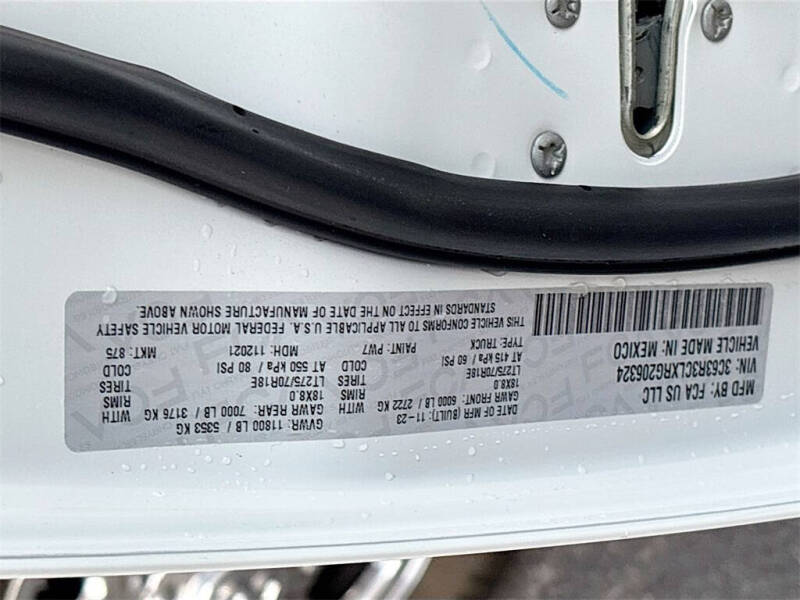 MFD BY: FCA US LLC
DATE OF MFR (BUILT): 11-23
GVWR: 11800 LB / 5353 KG
GAWR FRONT: 6000 LB / 2722 KG WITH
18X8.0 RIMS
LT275/70R18E TIRES
AT 415 kPa / 60 PSI COLD
GAWR REAR: 7000 LB / 3176 KG WITH
18X8.0 RIMS
LT275/70R18E TIRES
AT 550 kPa / 80 PSI COLD
VIN: 3C63R3CLXRG206324
TYPE: TRUCK
PAINT: PW7
MDH: 112021
MKT: 875
VEHICLE MADE IN: MEXICO
THIS VEHICLE CONFORMS TO ALL APPLICABLE U.S.A. FEDERAL MOTOR VEHICLE SAFETY
STANDARDS IN EFFECT ON THE DATE OF MANUFACTURE SHOWN ABOVE.